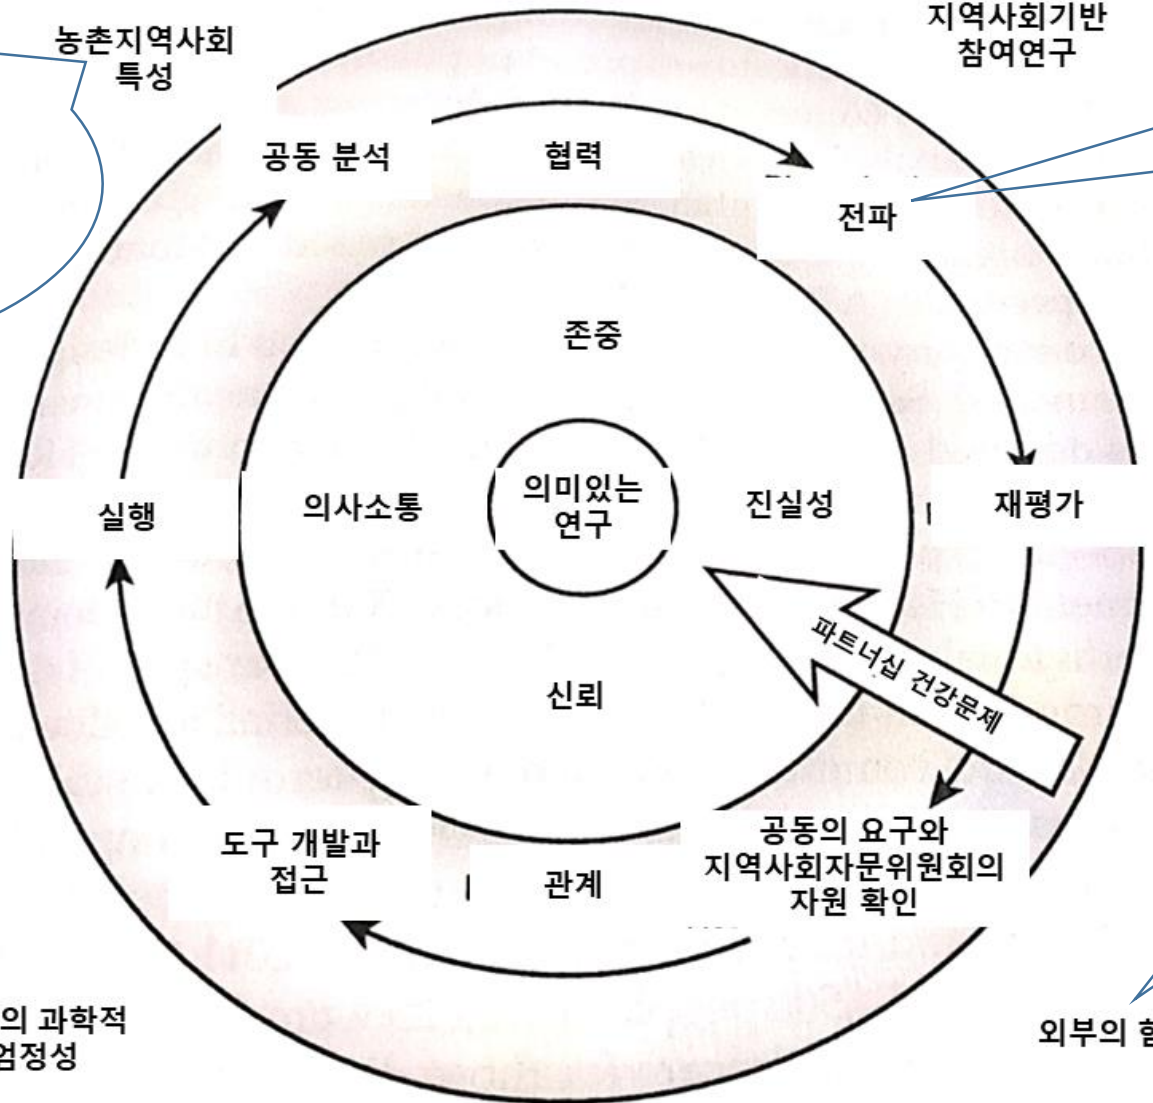 농촌지역사회
특성
지역사회기반
참여연구
공동 분석
협력
전파
존중
실행
의사소통
의미있는
연구
진실성
재평가
파트너십 건강문제
신뢰
도구 개발과
접근
관계
공동의 요구와
지역사회자문위원회의
자원 확인
의 과학적
엄정성
외부의